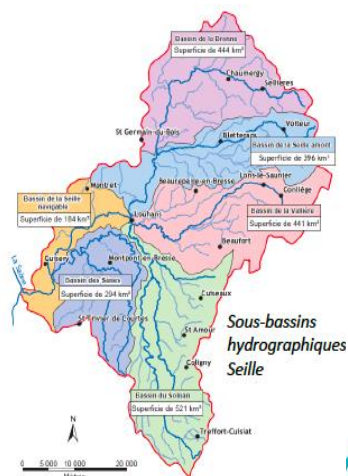 Bassin de la Brenne
Superficie de 444 km²
Chaumergy
Sellières
St Germain-du-Bois
Bletterans
Voiteur
Bassin de la Seille amont
Superficie de 396 km²
Bassin de la Seille
navigable
Superficie de 184 km²
Montret
Beaurepaire-en-Bresse
Lons-le-Saunier
Conliège
Louhans
Bassin de la Vallière
Superficie de 441 km²
Beaufort
Cuisery
Montpont-en-Bresse
La Saône
Bassin des Sânes
Superficie de 294 km²
Cuiseaux
St-Trivier de Courtes
St Amour
Sous-bassins
hydrographiques
Seille
Coligny
Bassin du Solnan
Superficie de 521 km²
Treffort-Cuisiat
N
0 5 000 10 000 20 000
Mètres